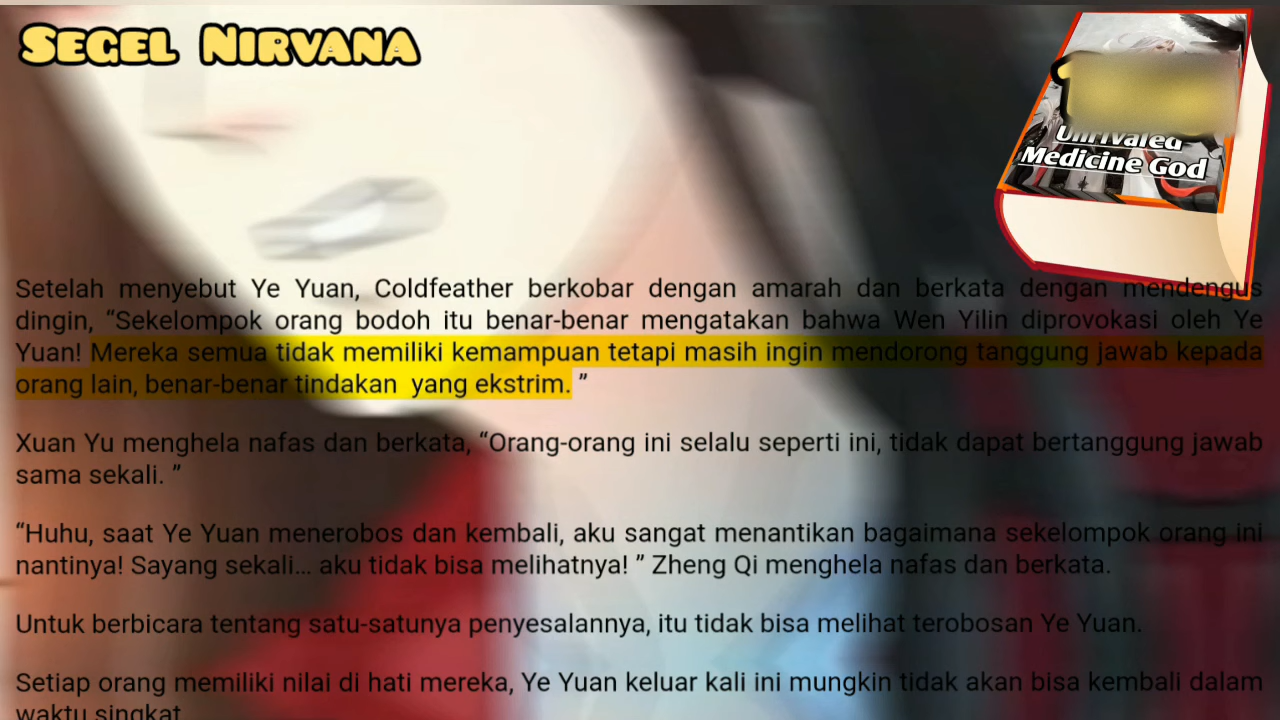 Segel Nirvana
Unrivaled
Medicine God
Setelah menyebut Ye Yuan, Coldfeather berkobar dengan amarah dan berkata dengan mendengus
dingin, “Sekelompok orang bodoh itu benar-benar mengatakan bahwa Wen Yilin diprovokasi oleh Ye
Yuan! Mereka semua tidak memiliki kemampuan tetapi masih ingin mendorong tanggung jawab kepada
orang lain, benar-benar tindakan  yang ekstrim. ”
Xuan Yu menghela nafas dan berkata, “Orang-orang ini selalu seperti ini, tidak dapat bertanggung jawab
sama sekali. ”
“Huhu, saat Ye Yuan menerobos dan kembali, aku sangat menantikan bagaimana sekelompok orang ini
nantinya! Sayang sekali… aku tidak bisa melihatnya! ” Zheng Qi menghela nafas dan berkata.
Untuk berbicara tentang satu-satunya penyesalannya, itu tidak bisa melihat terobosan Ye Yuan.
Setiap orang memiliki nilai di hati mereka, Ye Yuan keluar kali ini mungkin tidak akan bisa kembali dalam
waktu singkat